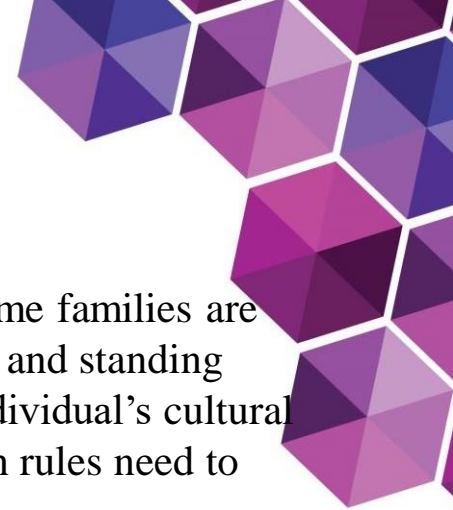 me families are
and standing
dividual’s cultural
rules need to